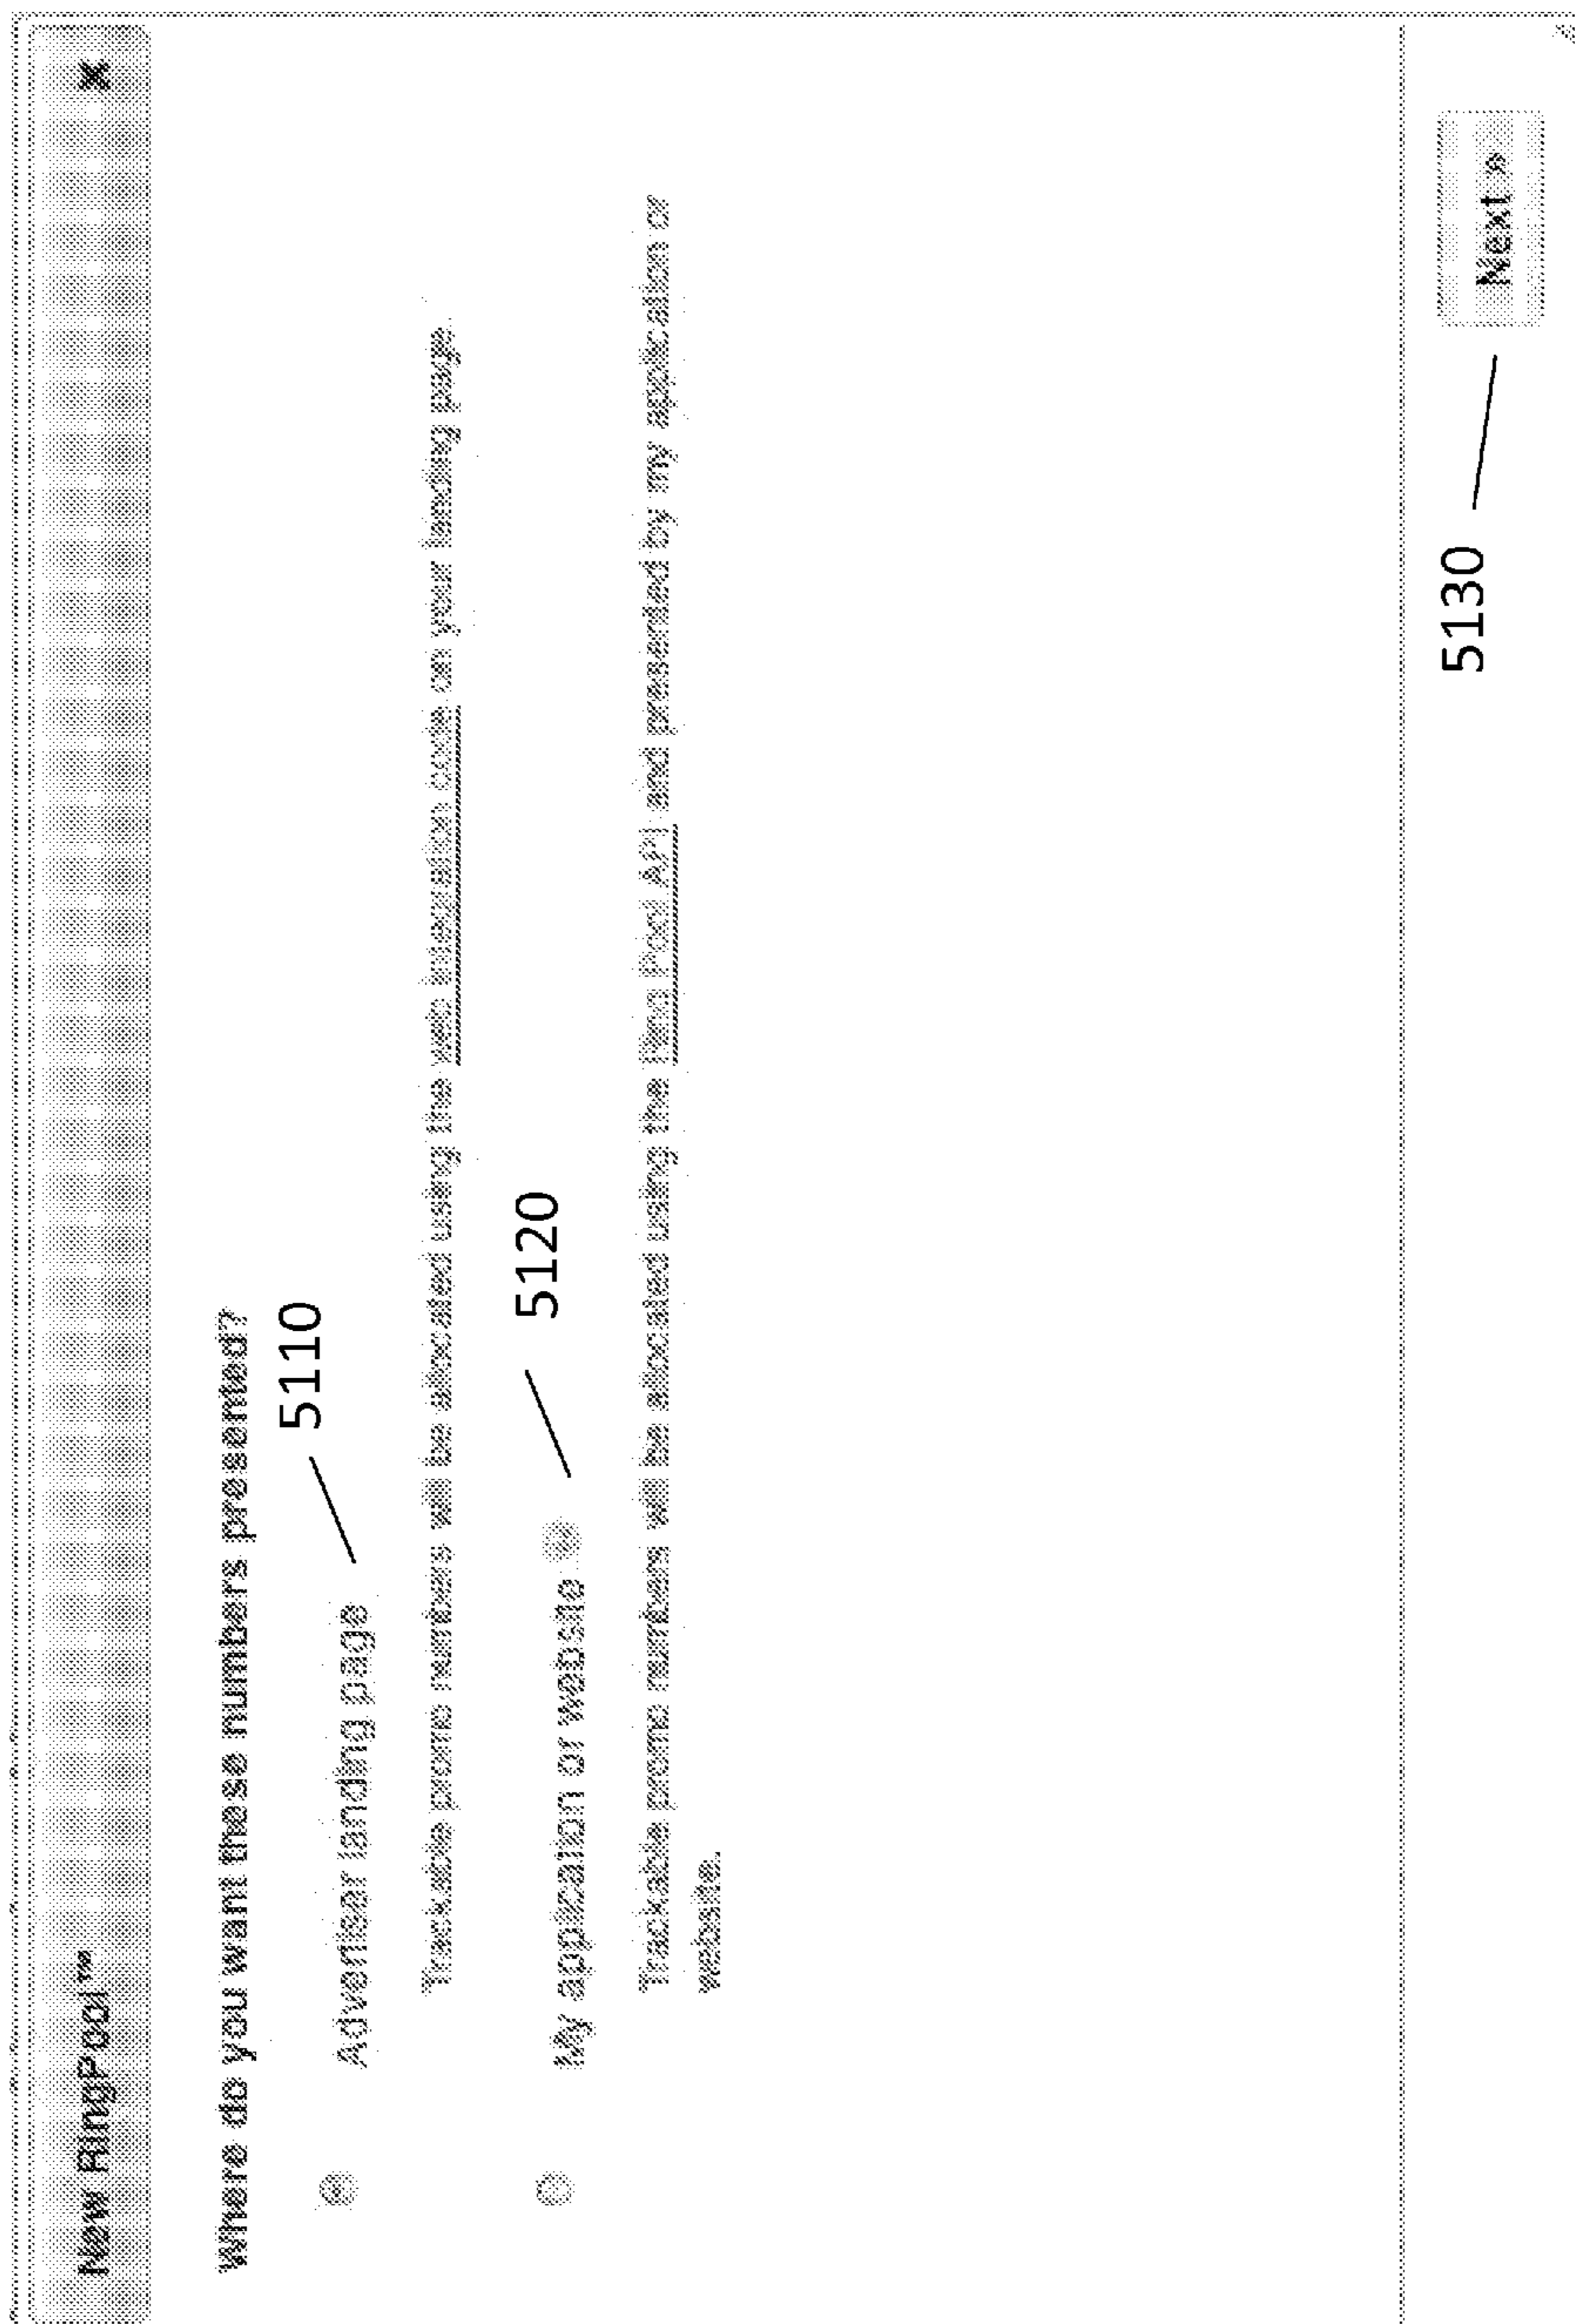 New RingPool™ x
Where do you want these numbers presented?
Advertiser landing page 5110
Trackable promo numbers will be allocated using the web integration code on your landing page.
My application or website 5120
Trackable promo numbers will be allocated using the Ring Pool API and presented by my application or
website.
5130 Next »